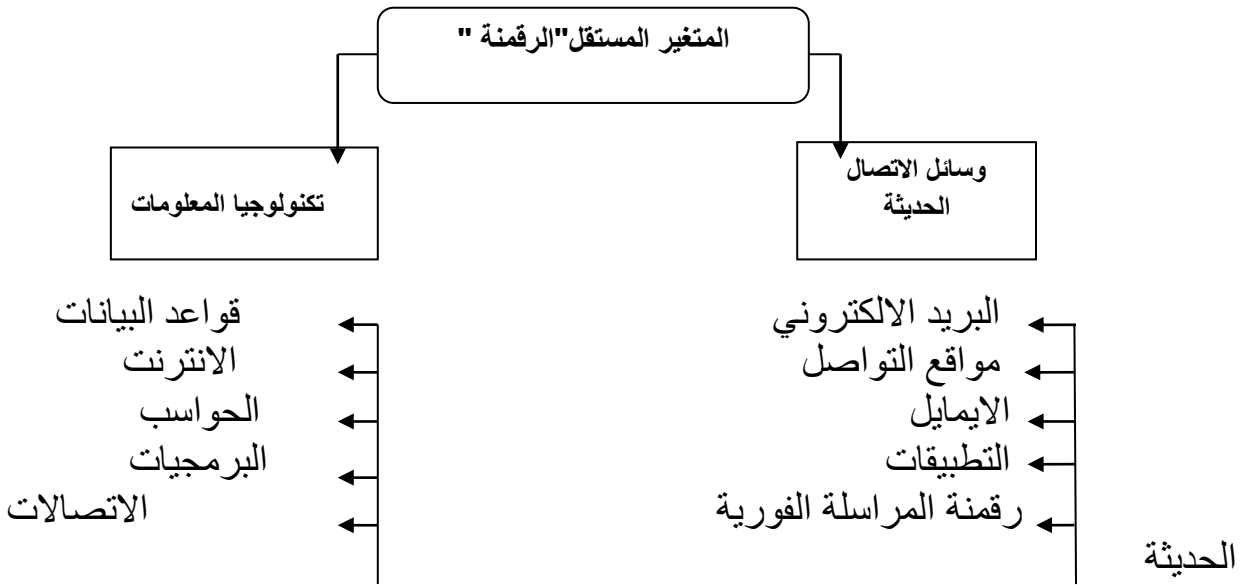 المتغير المستقل"الرقمنة "
وسائل الاتصال
الحديثة
تكنولوجيا المعلومات
البريد الالكتروني
قواعد البيانات
مواقع التواصل
الانترنت
الايمايل
الحواسب
التطبيقات
البرمجيات
رقمنة المراسلة الفورية
الاتصالات
الحديثة